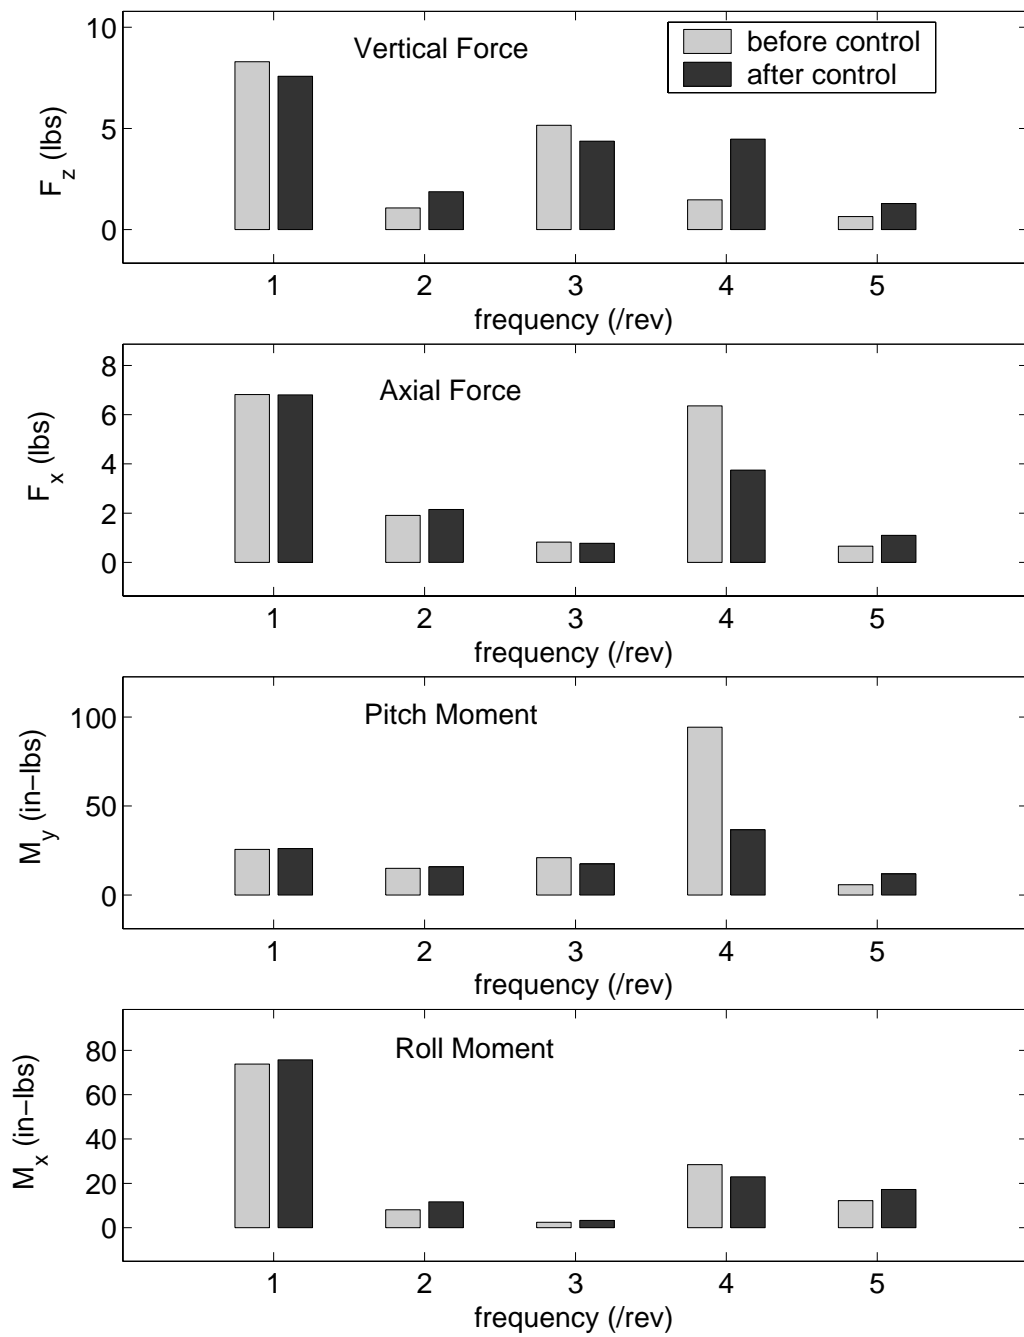 Vertical Force
before control
after control
10
5
0
F_z (lbs)
1 2 3 4 5
frequency (/rev)
Axial Force
8
6
4
2
0
F_x (lbs)
1 2 3 4 5
frequency (/rev)
Pitch Moment
100
50
0
M_y (in−lbs)
1 2 3 4 5
frequency (/rev)
Roll Moment
80
60
40
20
0
M_x (in−lbs)
1 2 3 4 5
frequency (/rev)